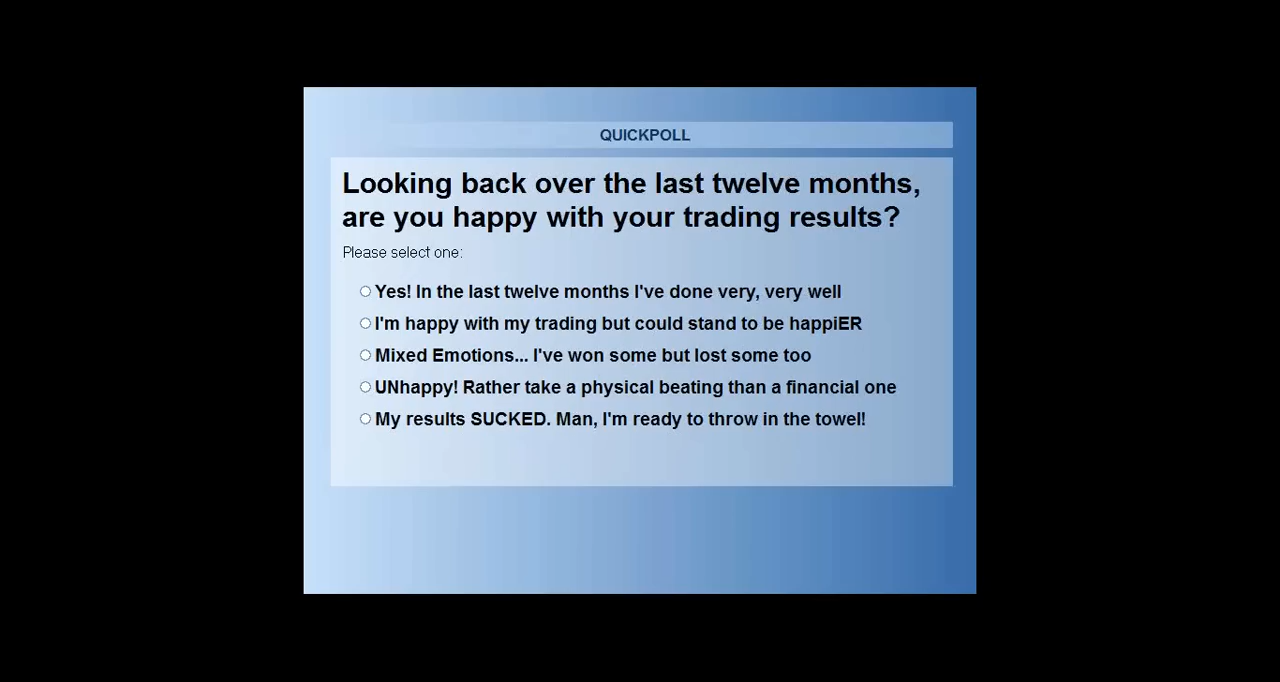 QUICKPOLL
Looking back over the last twelve months,
are you happy with your trading results?
Please select one:
Yes! In the last twelve months I've done very, very well
I'm happy with my trading but could stand to be happiER
Mixed Emotions... I've won some but lost some too
UNhappy! Rather take a physical beating than a financial one
My results SUCKED. Man, I'm ready to throw in the towel!